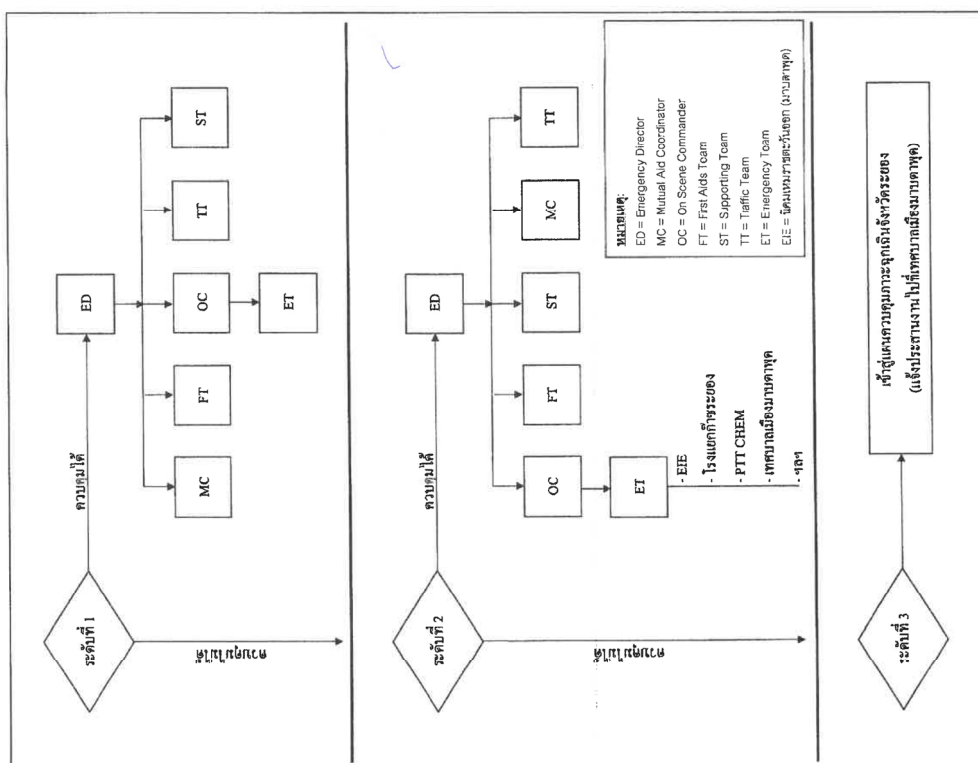 ระดับที่ 1
ควบคุมได้
ควบคุมไม่ได้
ED
MC
FT
OC
TT
ST
ET
ระดับที่ 2
ควบคุมได้
ควบคุมไม่ได้
ED
OC
FT
ST
MC
TT
ET
- EIE
- โรงแยกก๊าซระยอง
- PTT CHEM
- เทศบาลเมืองมาบตาพุด
- ฯลฯ
หมายเหตุ:
ED = Emergency Director
MC = Mutual Aid Coordinator
OC = On Scene Commander
FT = First Aids Team
ST = Supporting Team
TT = Traffic Team
ET = Emergency Team
EIE = นิคมเหมราชตะวันออก (มาบตาพุด)
ระดับที่ 3
เข้าสู่แผนควบคุมภาวะฉุกเฉินจังหวัดระยอง
(แจ้งประสานงานไปที่เทศบาลเมืองมาบตาพุด)